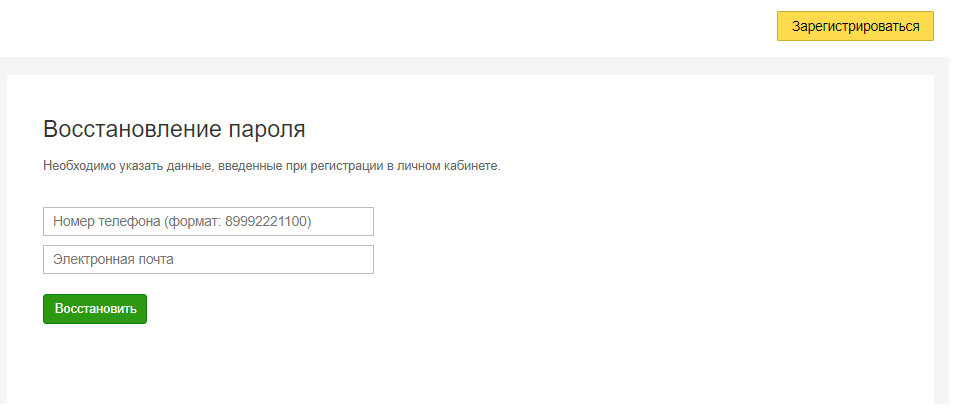 Зарегистрироваться
Восстановление пароля
Необходимо указать данные, введенные при регистрации в личном кабинете.
Номер телефона (формат: 89992221100)
Электронная почта
Восстановить